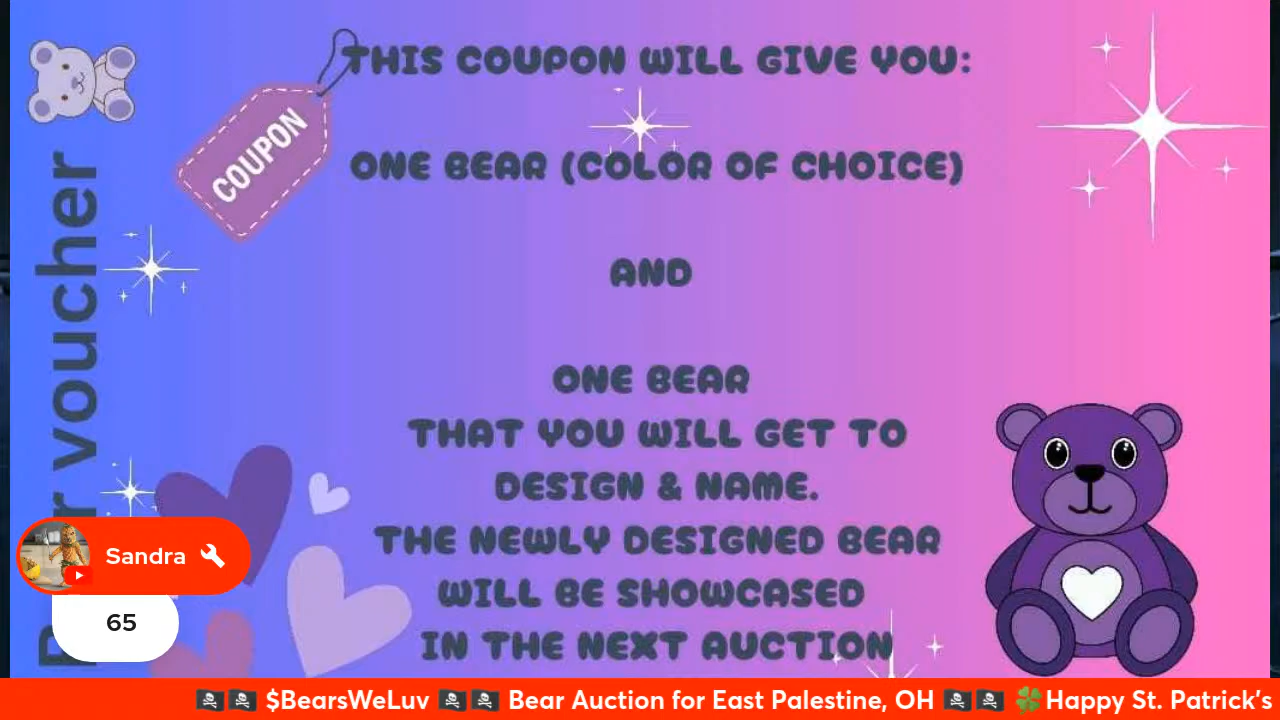 THIS COUPON WILL GIVE YOU:
COUPON
ONE BEAR (COLOR OF CHOICE)
AND
ONE BEAR
THAT YOU WILL GET TO
DESIGN & NAME.
THE NEWLY DESIGNED BEAR
WILL BE SHOWCASED
IN THE NEXT AUCTION
voucher
Sandra
65
🏴‍☠️🏴‍☠️ $BearsWeLuv 🏴‍☠️🏴‍☠️ Bear Auction for East Palestine, OH 🏴‍☠️🏴‍☠️ 🍀Happy St. Patrick's